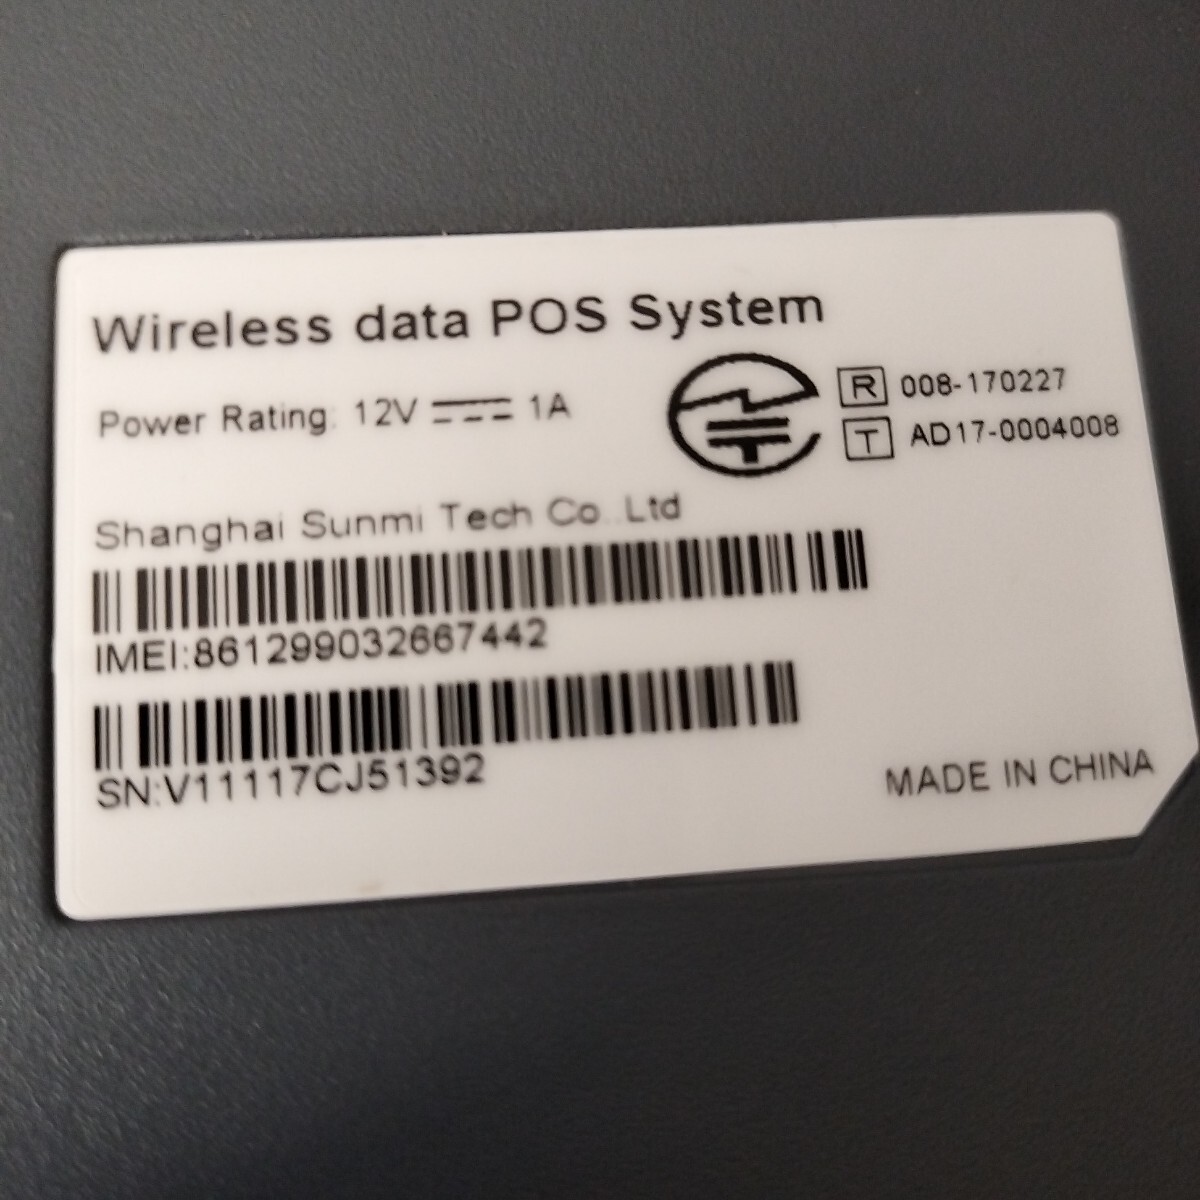 Wireless data POS System
Power Rating: 12V 1A
R 008-170227
T AD17-0004008
Shanghai Sunmi Tech Co.,Ltd
IMEI:861299032667442
SN:V11117CJ51392
MADE IN CHINA